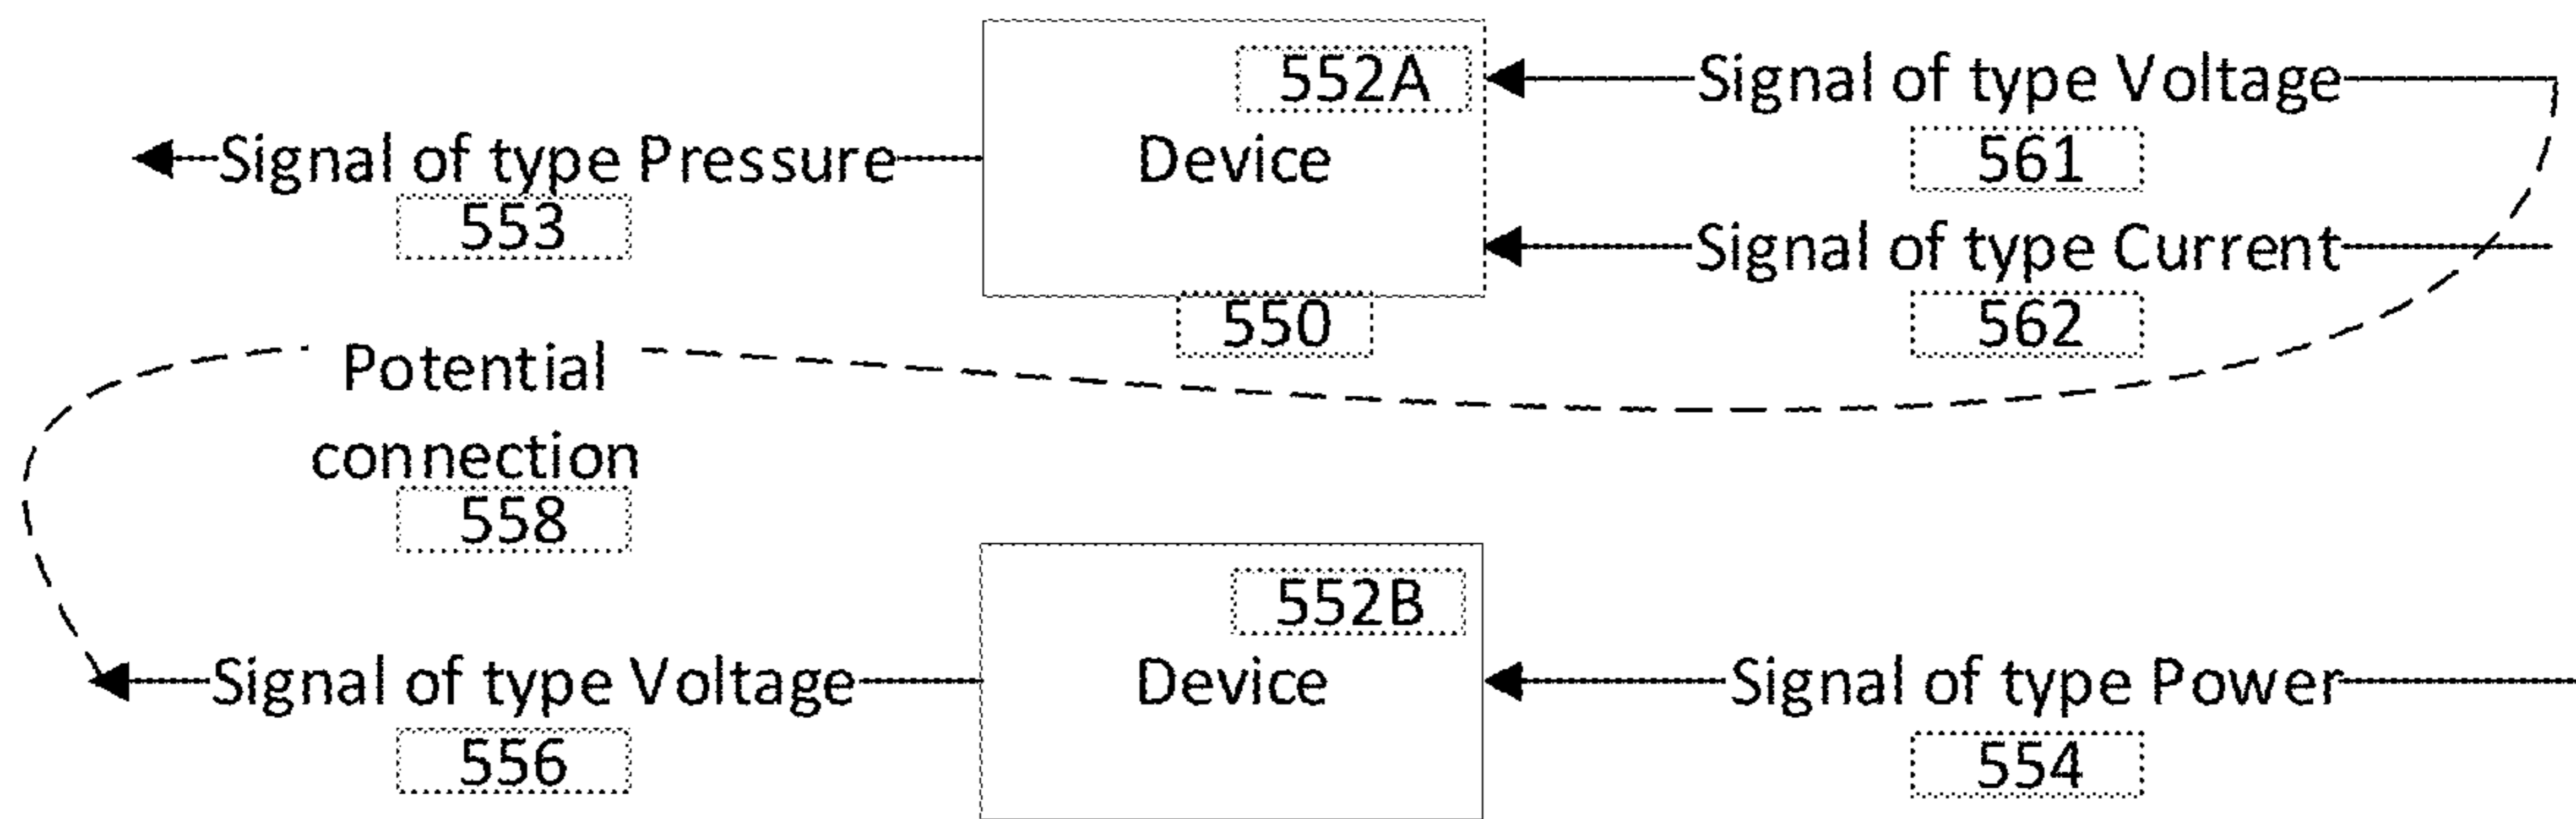 552A
Signal of type Voltage
561
Signal of type Pressure
553
Device
Signal of type Current
562
550
Potential
connection
558
552B
Signal of type Voltage
556
Device
Signal of type Power
554